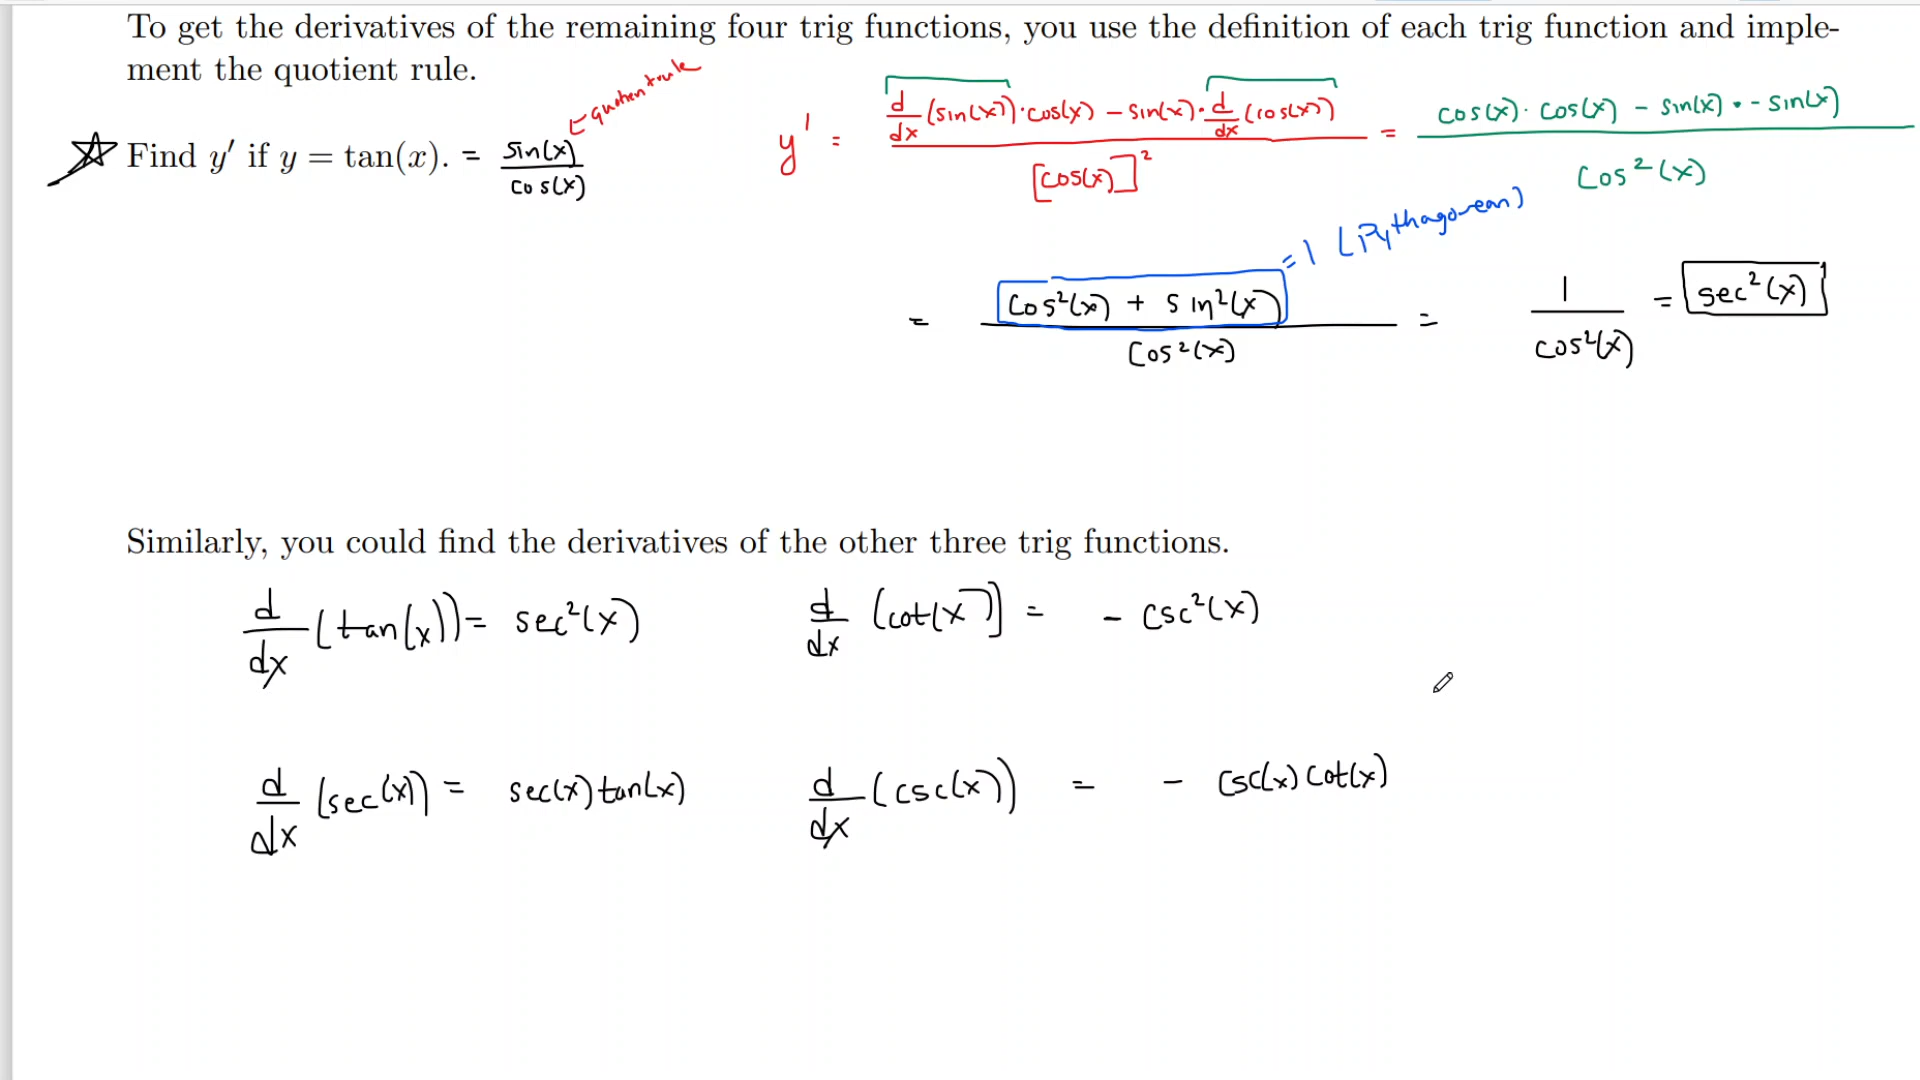 To get the derivatives of the remaining four trig functions, you use the definition of each trig function and imple-
ment the quotient rule.
quotient rule
Find y′ if y = tan(x). = sin(x)/cos(x)
y' = (d/dx (sin(x)) · cos(x) − sin(x) · d/dx (cos(x))) / [cos(x)]² = (cos(x) · cos(x) − sin(x) · - sin(x)) / cos²(x)
= 1 (Pythagorean)
= (cos²(x) + sin²(x)) / cos²(x) = 1/cos²(x) = sec²(x)
Similarly, you could find the derivatives of the other three trig functions.
d/dx (tan(x)) = sec²(x) d/dx (cot(x)) = - csc²(x)
d/dx (sec(x)) = sec(x) tan(x) d/dx (csc(x)) = - csc(x) cot(x)